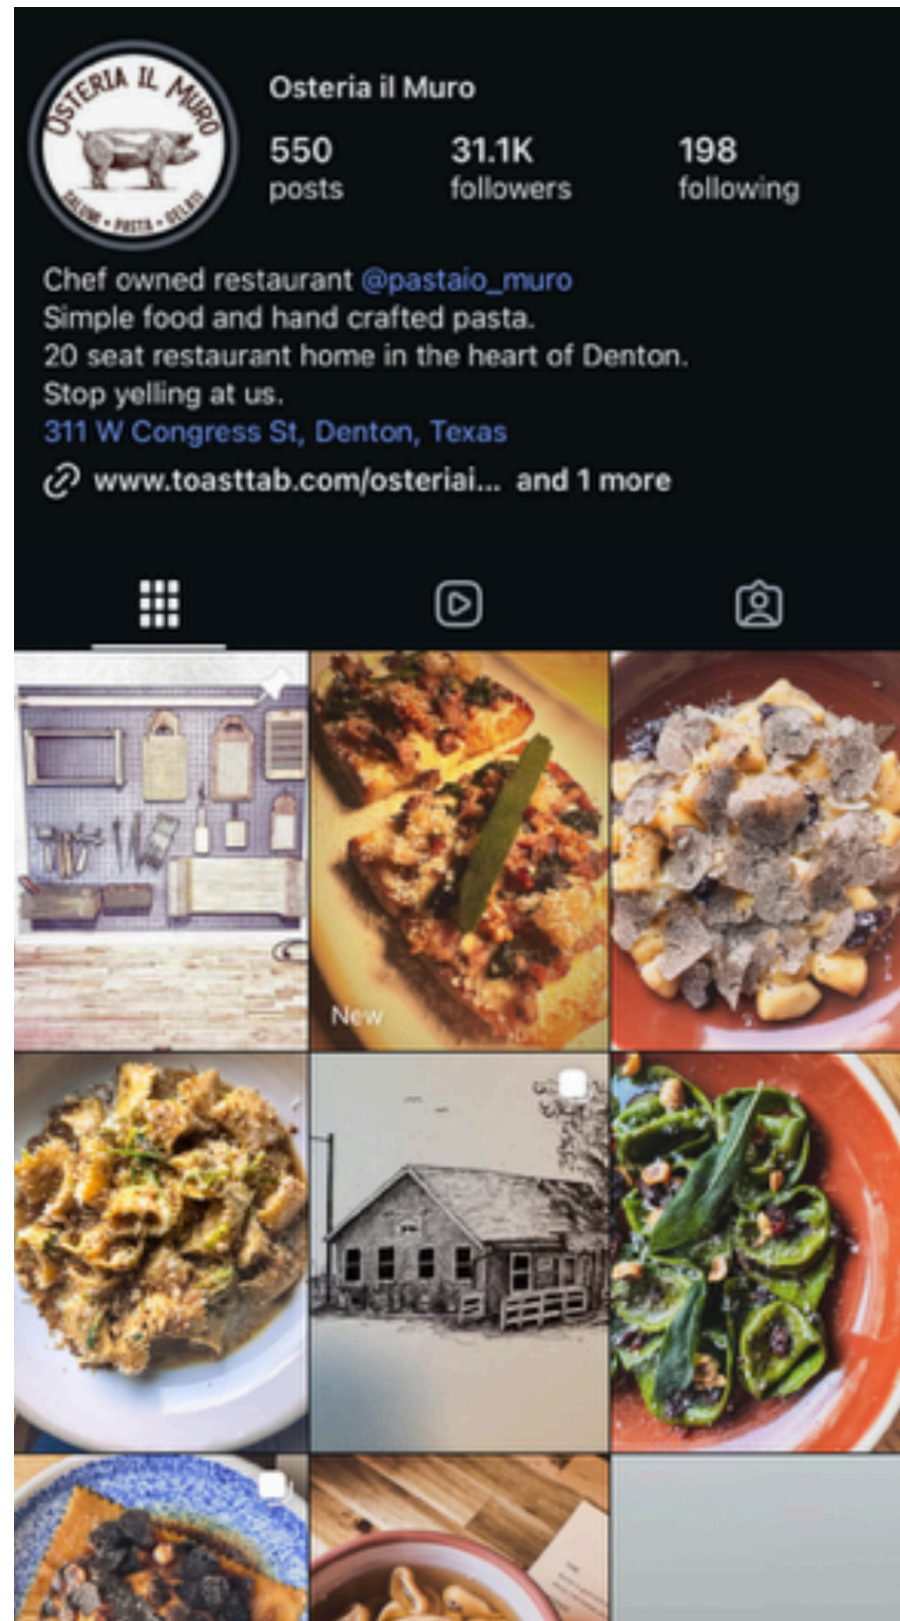 OSTERIA IL MURO
SALUMI • PASTA • GELATI
Osteria il Muro
550 31.1K 198
posts followers following
Chef owned restaurant @pastaio_muro
Simple food and hand crafted pasta.
20 seat restaurant home in the heart of Denton.
Stop yelling at us.
311 W Congress St, Denton, Texas
www.toasttab.com/osteriai... and 1 more
New